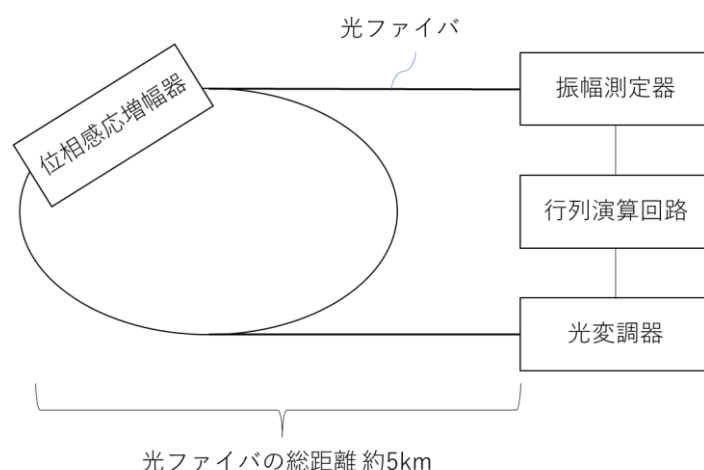 光ファイバ
位相感応増幅器
振幅測定器
行列演算回路
光変調器
光ファイバの総距離 約5km